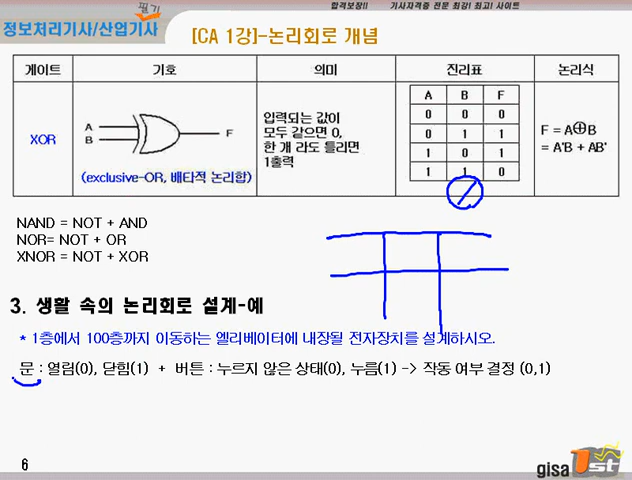 합격보장!! 기사자격증 전문 최강! 최고! 사이트
필기
정보처리기사/산업기사
[CA 1강]-논리회로 개념
게이트 기호 의미 진리표 논리식
XOR
A
B
F
(exclusive-OR, 배타적 논리합)
입력되는 값이
모두 같으면 0,
한 개 라도 틀리면
1출력
A B F
0 0 0
0 1 1
1 0 1
1 1 0
F = A⊕B
= A'B + AB'
NAND = NOT + AND
NOR= NOT + OR
XNOR = NOT + XOR
3. 생활 속의 논리회로 설계-예
* 1층에서 100층까지 이동하는 엘리베이터에 내장될 전자장치를 설계하시오.
문 : 열림(0), 닫힘(1) + 버튼 : 누르지 않은 상태(0), 누름(1) -> 작동 여부 결정 (0,1)
6
gisa 1st